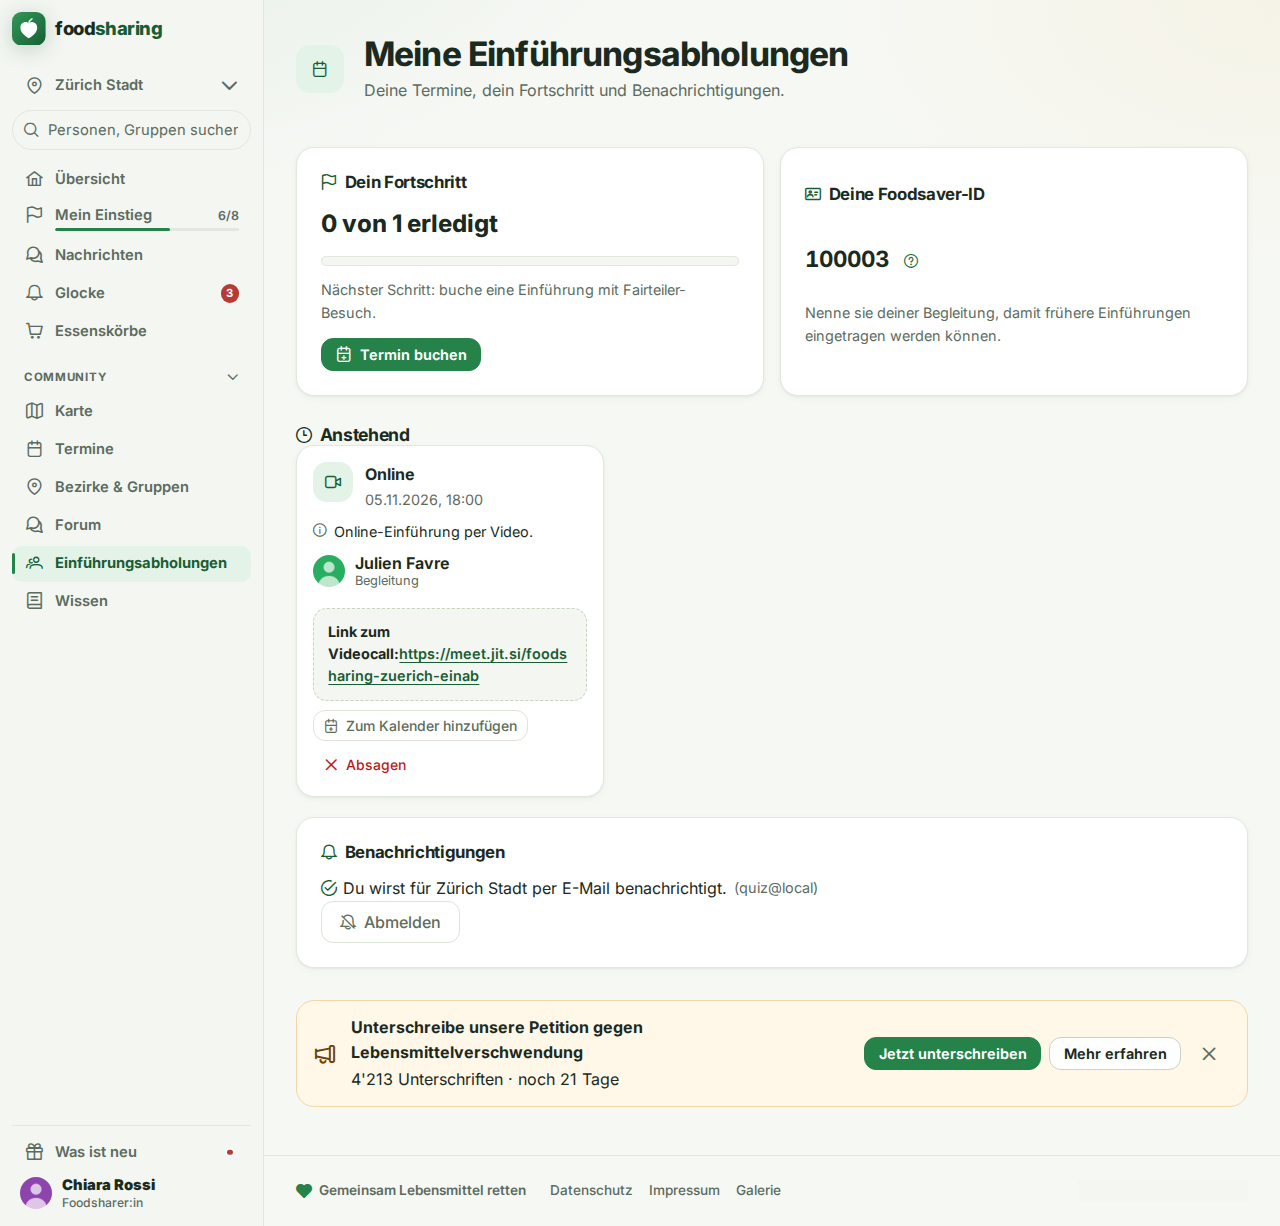 foodsharing
Zürich Stadt
Personen, Gruppen sucher
Übersicht
Mein Einstieg 6/8
Nachrichten
Glocke 3
Essenskörbe
COMMUNITY
Karte
Termine
Bezirke & Gruppen
Forum
Einführungsabholungen
Wissen
Was ist neu
Chiara Rossi
Foodsharer:in
Meine Einführungsabholungen
Deine Termine, dein Fortschritt und Benachrichtigungen.
Dein Fortschritt
0 von 1 erledigt
Nächster Schritt: buche eine Einführung mit Fairteiler-
Besuch.
Termin buchen
Deine Foodsaver-ID
100003
Nenne sie deiner Begleitung, damit frühere Einführungen
eingetragen werden können.
Anstehend
Online
05.11.2026, 18:00
Online-Einführung per Video.
Julien Favre
Begleitung
Link zum
Videocall:https://meet.jit.si/foods
haring-zuerich-einab
Zum Kalender hinzufügen
Absagen
Benachrichtigungen
Du wirst für Zürich Stadt per E-Mail benachrichtigt. (quiz@local)
Abmelden
Unterschreibe unsere Petition gegen
Lebensmittelverschwendung
4'213 Unterschriften · noch 21 Tage
Jetzt unterschreiben
Mehr erfahren
Gemeinsam Lebensmittel retten Datenschutz Impressum Galerie